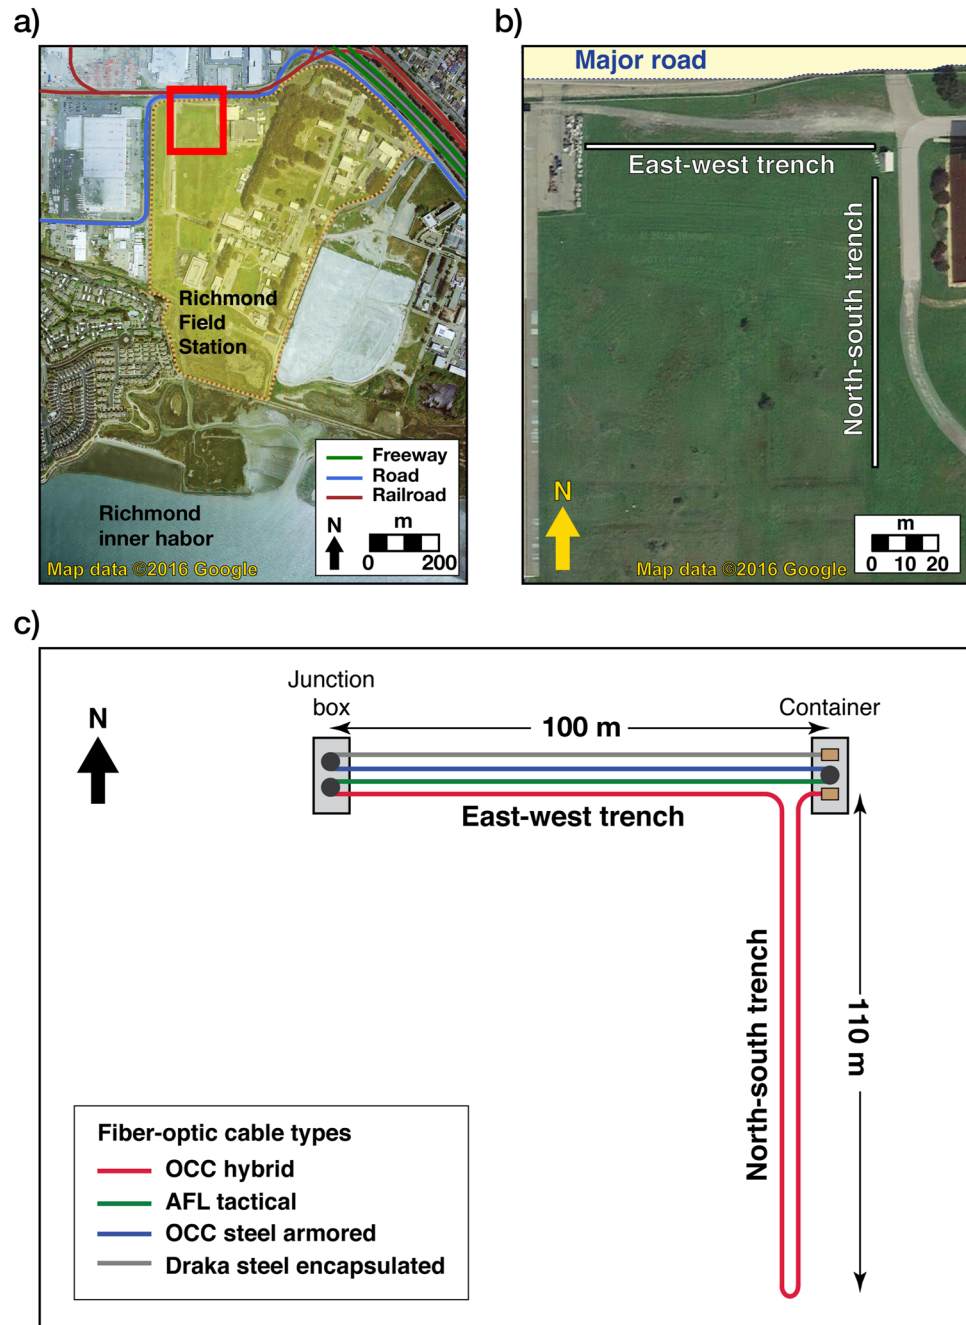 a)
Richmond
Field
Station
Richmond
inner habor
Freeway
Road
Railroad
N
m
0 200
Map data ©2016 Google
b)
Major road
East-west trench
North-south trench
N
m
0 10 20
Map data ©2016 Google
c)
N
Junction
box
100 m
Container
East-west trench
North-south trench
110 m
Fiber-optic cable types
OCC hybrid
AFL tactical
OCC steel armored
Draka steel encapsulated